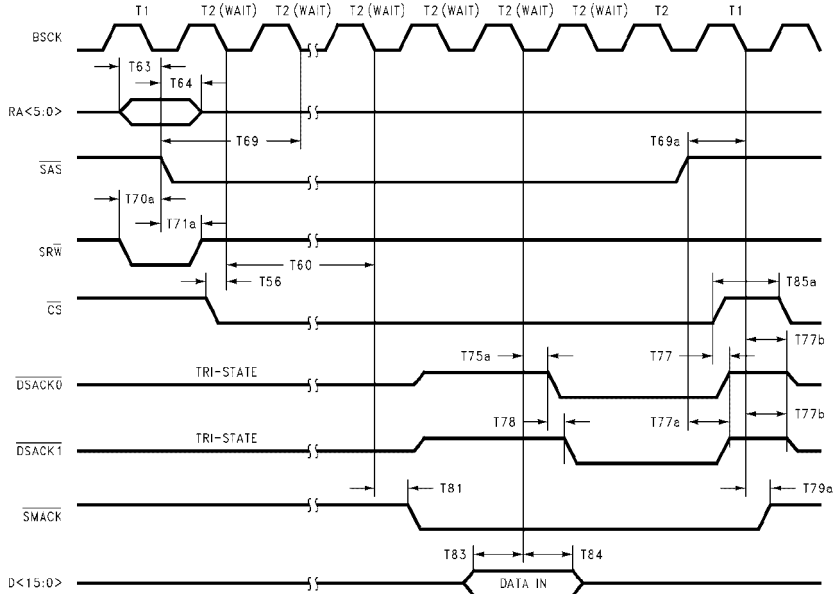 T1 T2 (WAIT) T2 (WAIT) T2 (WAIT) T2 (WAIT) T2 (WAIT) T2 (WAIT) T2 T1
BSCK
T63
T64
RA<5:0>
T69
T69a
SAS
T70a
T71a
SRW
T60
T56
T85a
CS
T77b
T75a
T77
DSACK0
TRI-STATE
T78
T77a
T77b
DSACK1
TRI-STATE
T81
T79a
SMACK
T83
T84
D<15:0>
DATA IN